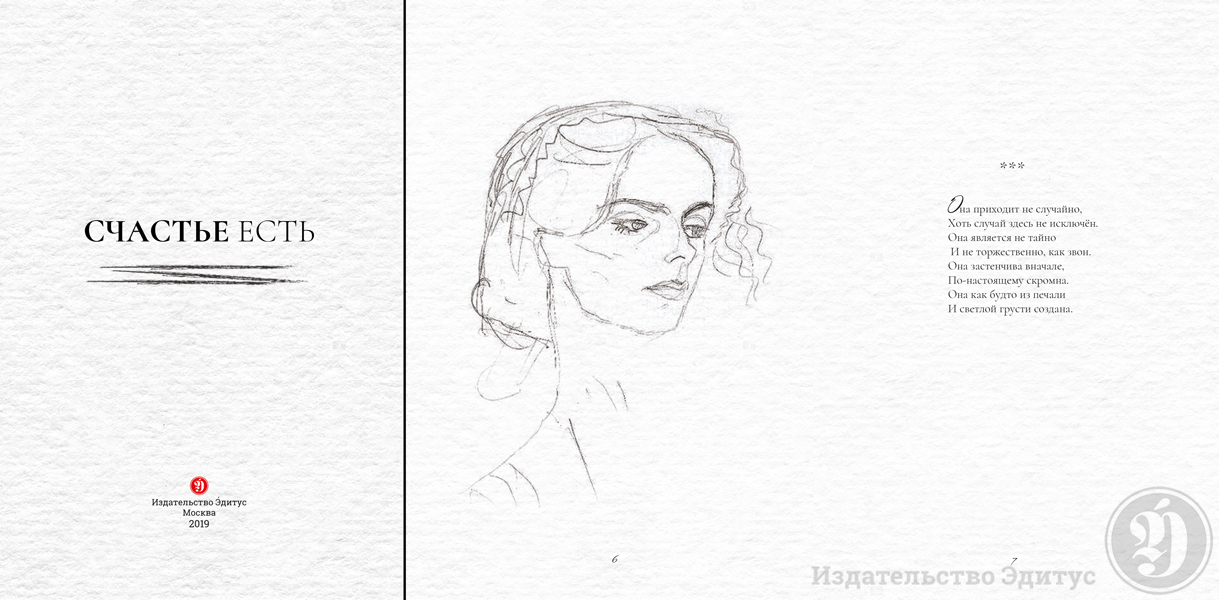 СЧАСТЬЕ ЕСТЬ
Издательство Э́дитус
Москва
2019
6
***
Она приходит не случайно,
Хоть случай здесь не исключён.
Она является не тайно
И не торжественно, как звон.
Она застенчива вначале,
По-настоящему скромна.
Она как будто из печали
И светлой грусти создана.
7
Издательство Э́дитус
Э́